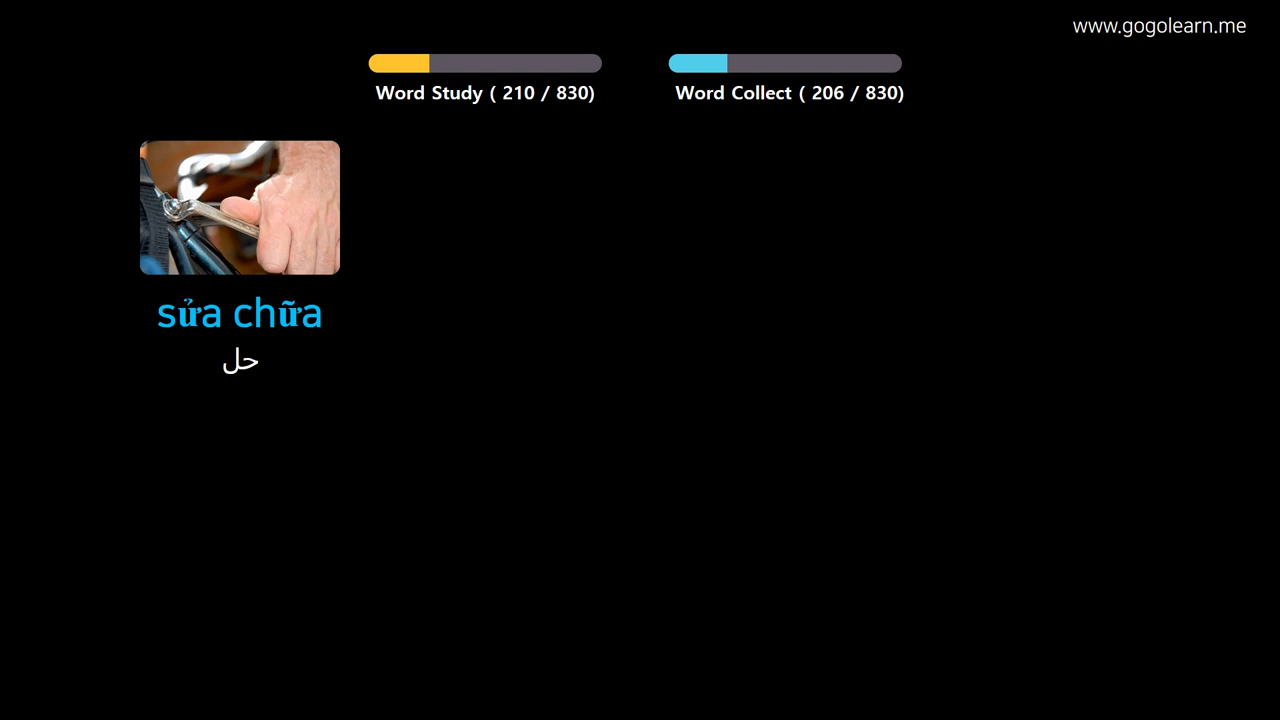 www.gogolearn.me
Word Study ( 210 / 830)
Word Collect ( 206 / 830)
sửa chữa
حل